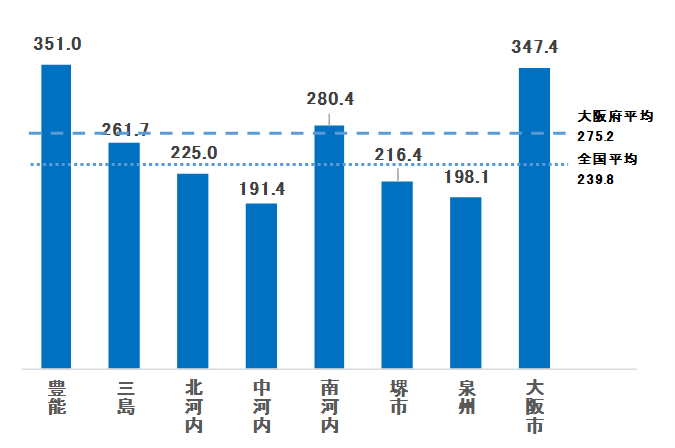 351.0
261.7
225.0
191.4
280.4
216.4
198.1
347.4
大阪府平均
275.2
全国平均
239.8
豊能
三島
北河内
中河内
南河内
堺市
泉州
大阪市